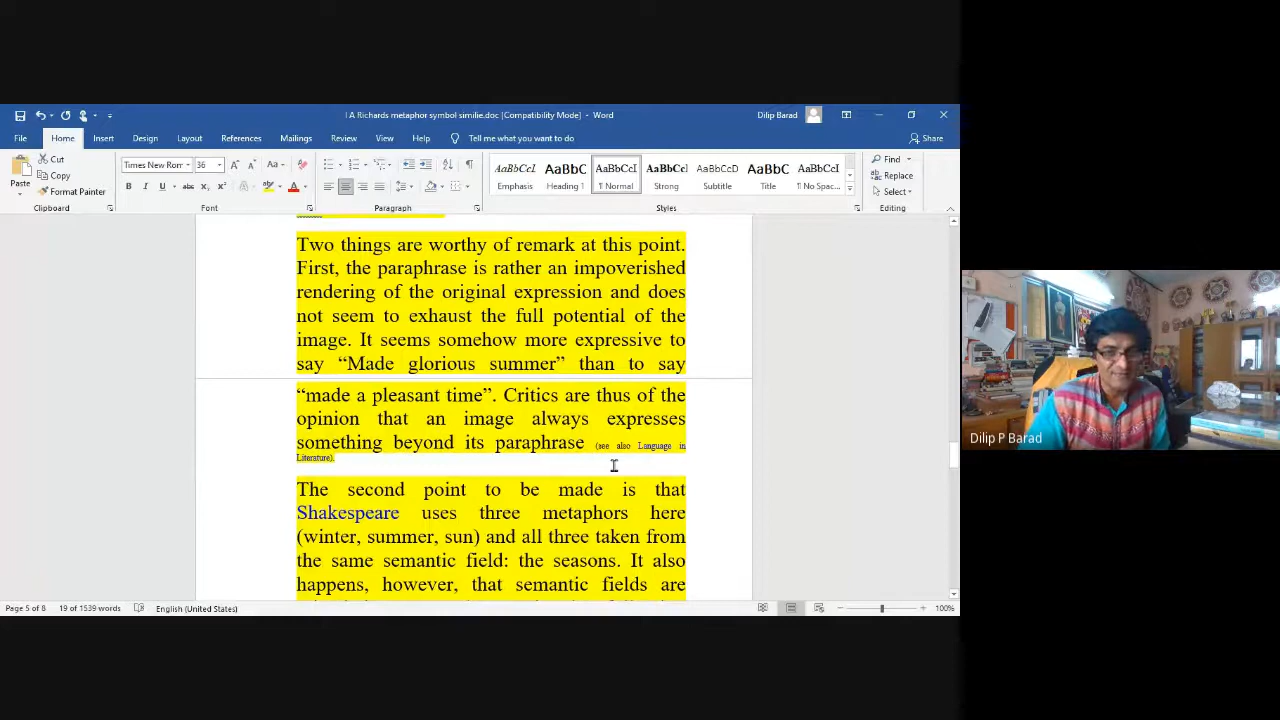 I A Richards metaphor symbol similie.doc [Compatibility Mode] - Word
Dilip Barad
File Home Insert Design Layout References Mailings Review View Help Tell me what you want to do Share
Paste Cut Copy Format Painter
Times New Rom 36 Aa
AaBbCcI AaBbC AaBbCcI AaBbCcI AaBbCcD AaBbC AaBbCcI
Emphasis Heading 1 ¶ Normal Strong Subtitle Title ¶ No Spac...
Find Replace Select
Clipboard Font Paragraph Styles Editing
Two things are worthy of remark at this point.
First, the paraphrase is rather an impoverished
rendering of the original expression and does
not seem to exhaust the full potential of the
image. It seems somehow more expressive to
say “Made glorious summer” than to say
“made a pleasant time”. Critics are thus of the
opinion that an image always expresses
something beyond its paraphrase (see also Language in
Literature).
The second point to be made is that
Shakespeare uses three metaphors here
(winter, summer, sun) and all three taken from
the same semantic field: the seasons. It also
happens, however, that semantic fields are
Page 5 of 8 19 of 1539 words English (United States) 100%
Dilip P Barad